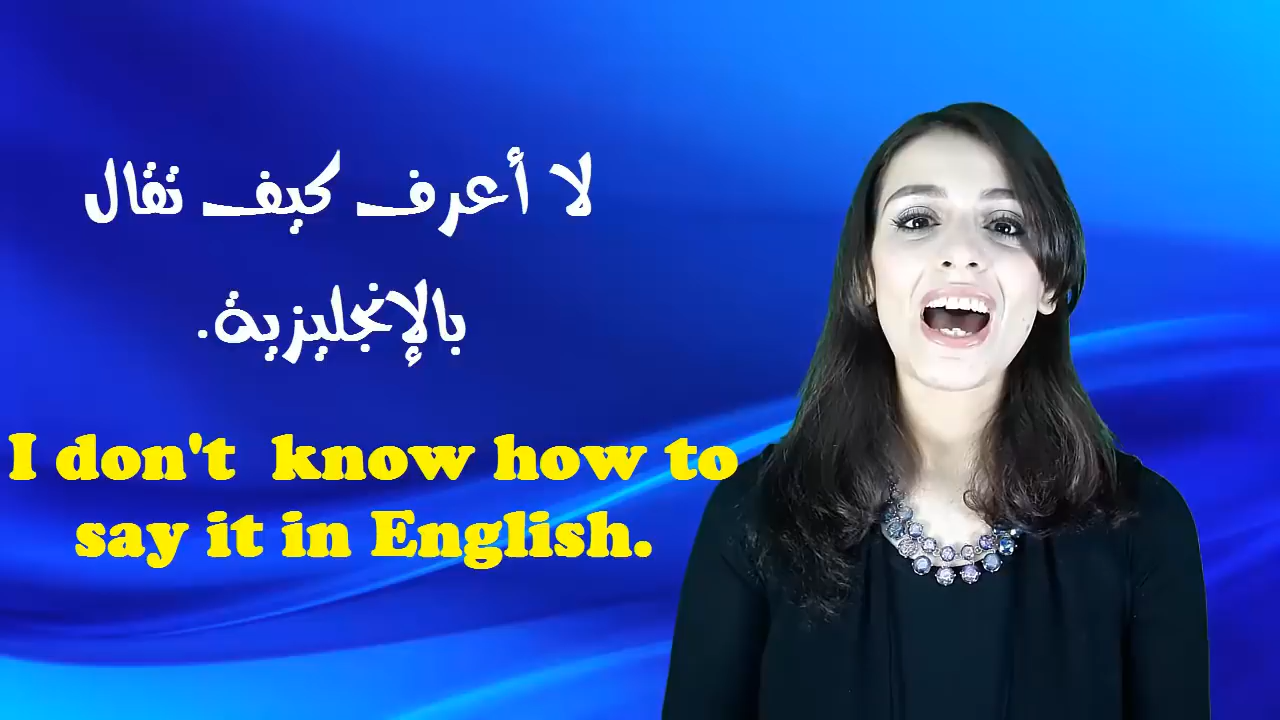 لا أعرف كيف تقال
بالإنجليزية.
I don't know how to
say it in English.